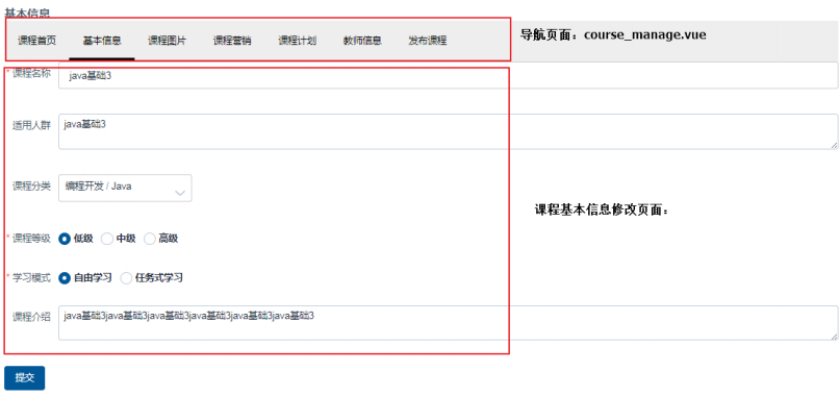 基本信息
课程首页 基本信息 课程图片 课程营销 课程计划 教师信息 发布课程 导航页面：course_manage.vue
* 课程名称 java基础3
适用人群 java基础3
课程分类 编程开发 / Java
课程基本信息修改页面：
* 课程等级 低级 中级 高级
* 学习模式 自由学习 任务式学习
课程介绍 java基础3java基础3java基础3java基础3java基础3java基础3
提交